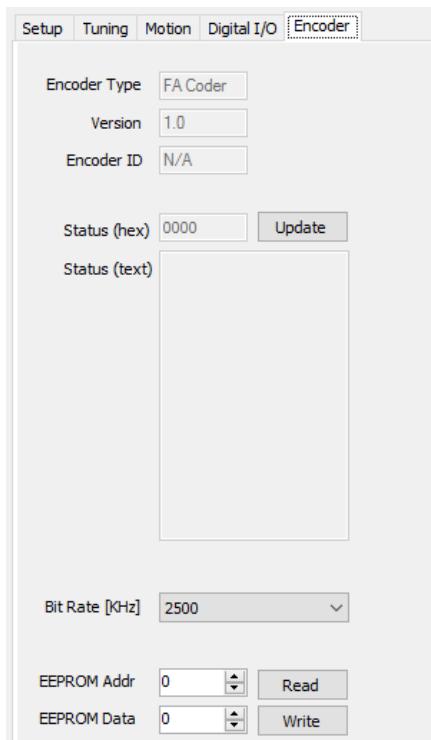 Setup Tuning Motion Digital I/O Encoder
Encoder Type FA Coder
Version 1.0
Encoder ID N/A
Status (hex) 0000 Update
Status (text)
Bit Rate [KHz] 2500
EEPROM Addr 0 Read
EEPROM Data 0 Write